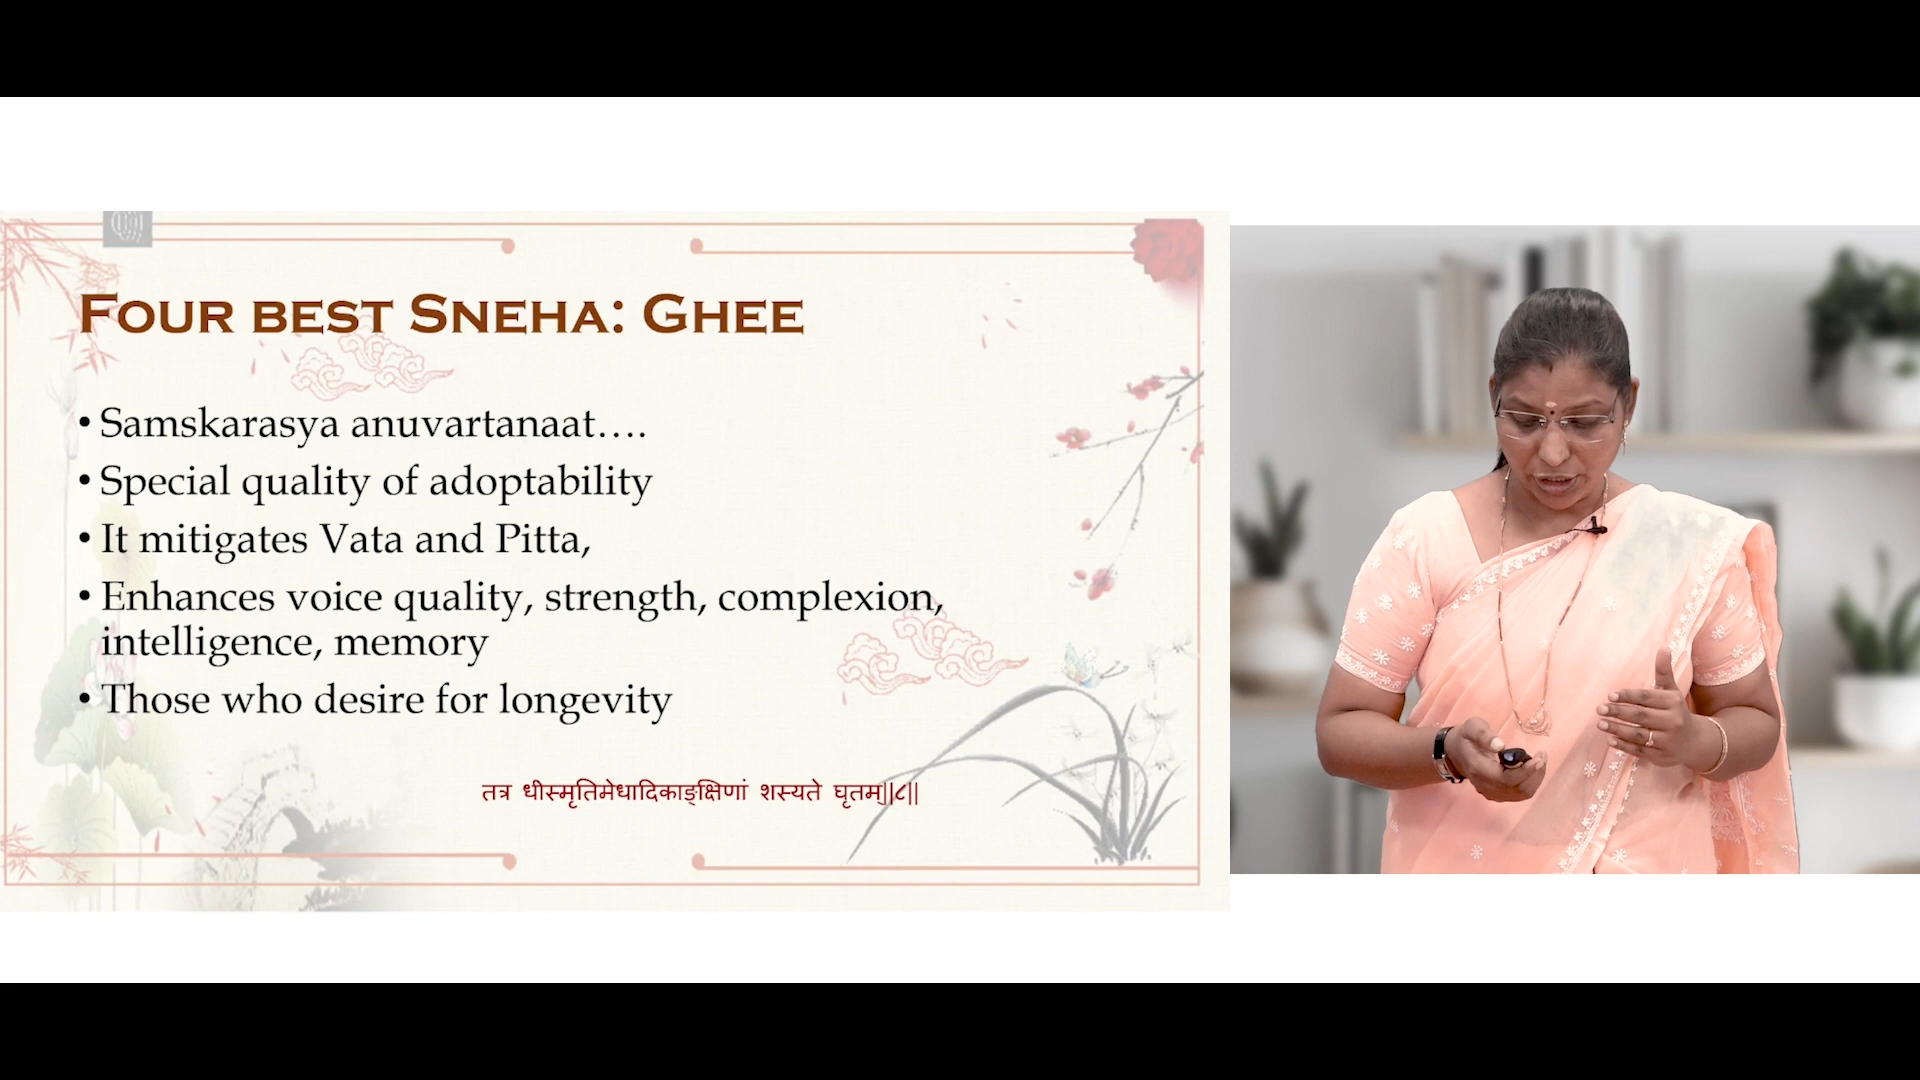 FOUR BEST SNEHA: GHEE
• Samskarasya anuvartanaat….
• Special quality of adoptability
• It mitigates Vata and Pitta,
• Enhances voice quality, strength, complexion,
intelligence, memory
• Those who desire for longevity
तत्र धीस्मृतिमेधादिकाङ्क्षिणां शस्यते घृतम्||८||